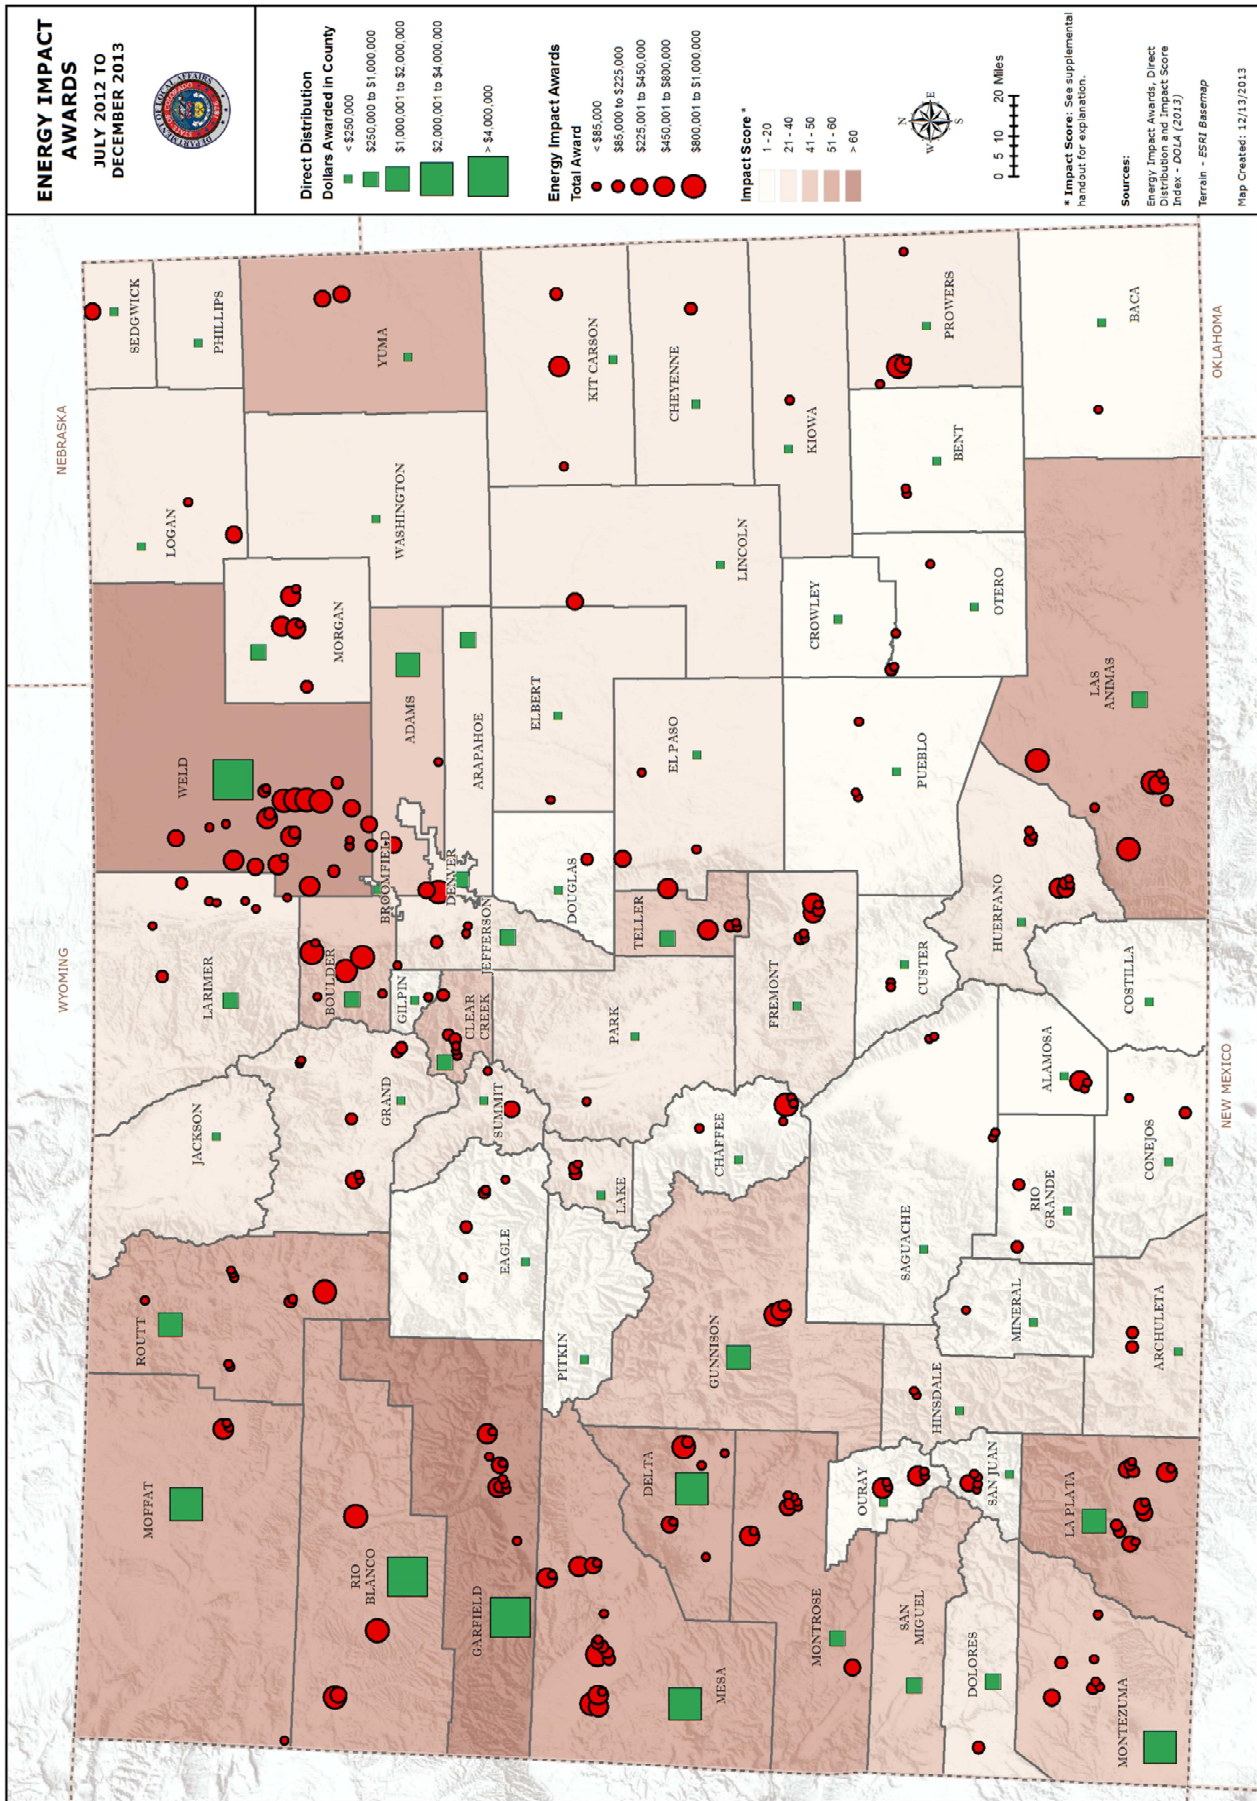 ENERGY IMPACT
AWARDS
JULY 2012 TO
DECEMBER 2013
DEPARTMENT OF LOCAL AFFAIRS
STATE OF COLORADO
Direct Distribution
Dollars Awarded in County
< $250,000
$250,000 to $1,000,000
$1,000,001 to $2,000,000
$2,000,001 to $4,000,000
> $4,000,000
Energy Impact Awards
Total Award
< $85,000
$85,000 to $225,000
$225,001 to $450,000
$450,001 to $800,000
$800,001 to $1,000,000
Impact Score *
1 - 20
21 - 40
41 - 50
51 - 60
> 60
N
W
E
S
0 5 10 20 Miles
* Impact Score: See supplemental
handout for explanation.
Sources:
Energy Impact Awards, Direct
Distribution and Impact Score
Index - DOLA (2013)
Terrain - ESRI Basemap
Map Created: 12/13/2013
WYOMING
NEBRASKA
MOFFAT
ROUTT
JACKSON
LARIMER
WELD
LOGAN
SEDGWICK
PHILLIPS
MORGAN
WASHINGTON
YUMA
RIO
BLANCO
GRAND
BOULDER
BROOMFIELD
GILPIN
ADAMS
DENVER
ARAPAHOE
CLEAR
CREEK
JEFFERSON
GARFIELD
EAGLE
SUMMIT
DOUGLAS
ELBERT
KIT CARSON
PITKIN
LAKE
PARK
TELLER
EL PASO
LINCOLN
CHEYENNE
MESA
DELTA
GUNNISON
CHAFFEE
FREMONT
KIOWA
MONTROSE
OURAY
SAGUACHE
CUSTER
PUEBLO
CROWLEY
OTERO
BENT
PROWERS
SAN
MIGUEL
DOLORES
SAN JUAN
HINSDALE
MINERAL
RIO
GRANDE
ALAMOSA
HUERFANO
LAS
ANIMAS
BACA
MONTEZUMA
LA PLATA
ARCHULETA
CONEJOS
COSTILLA
NEW MEXICO
OKLAHOMA